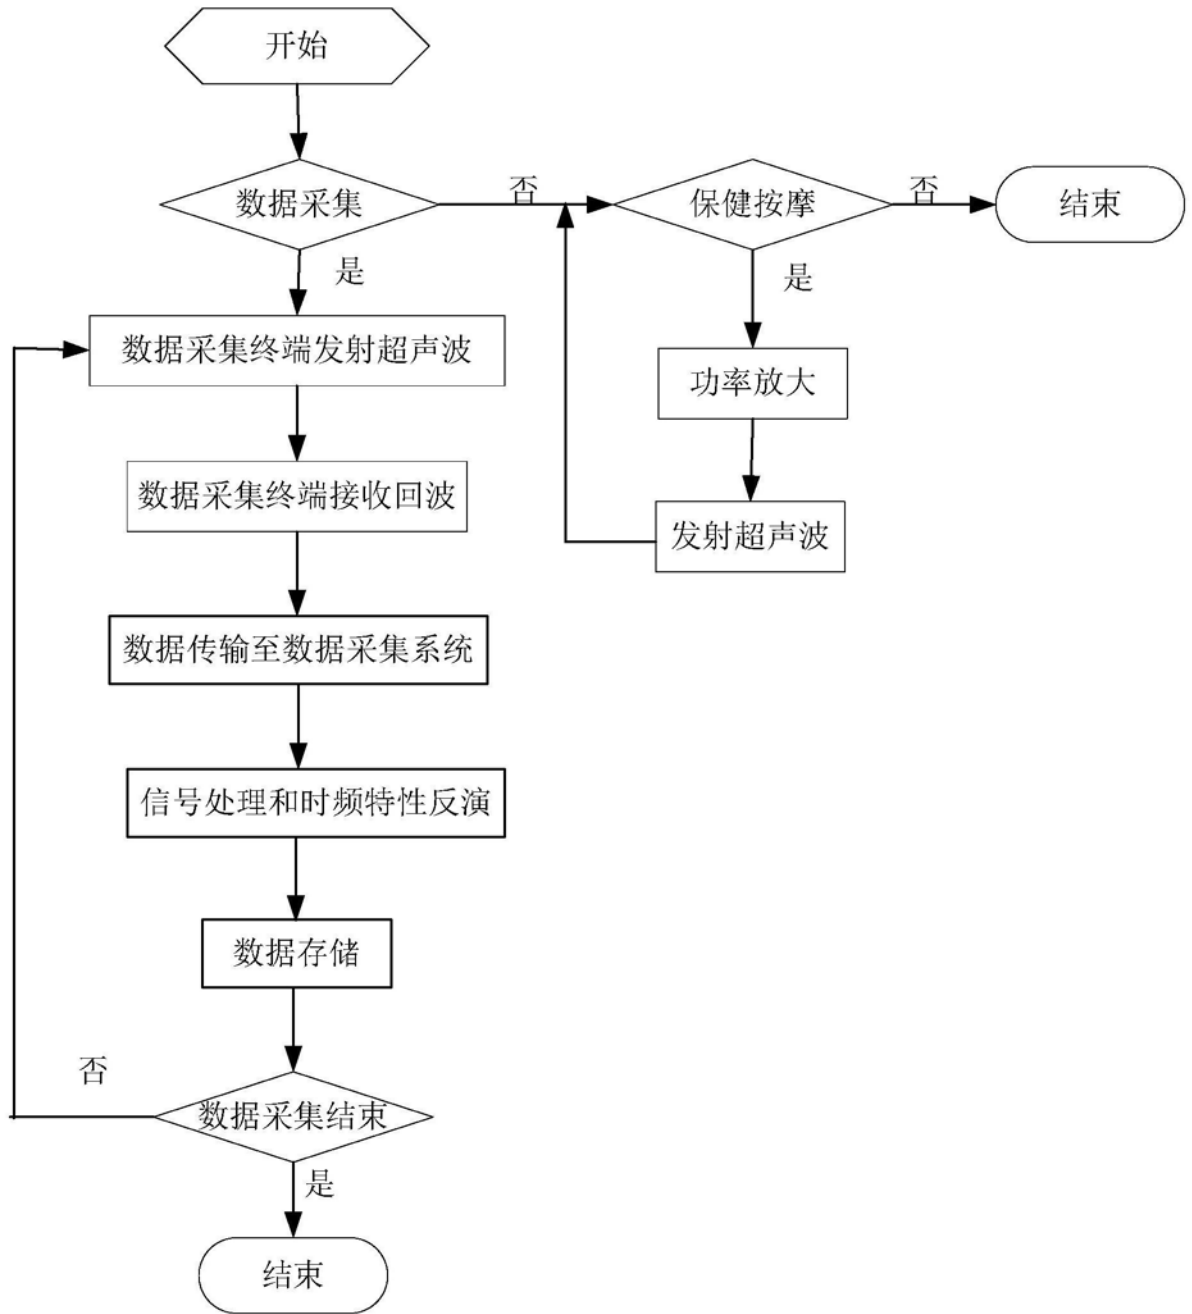 开始
数据采集
否
保健按摩
否
结束
是
是
数据采集终端发射超声波
功率放大
数据采集终端接收回波
发射超声波
数据传输至数据采集系统
信号处理和时频特性反演
数据存储
否
数据采集结束
是
结束